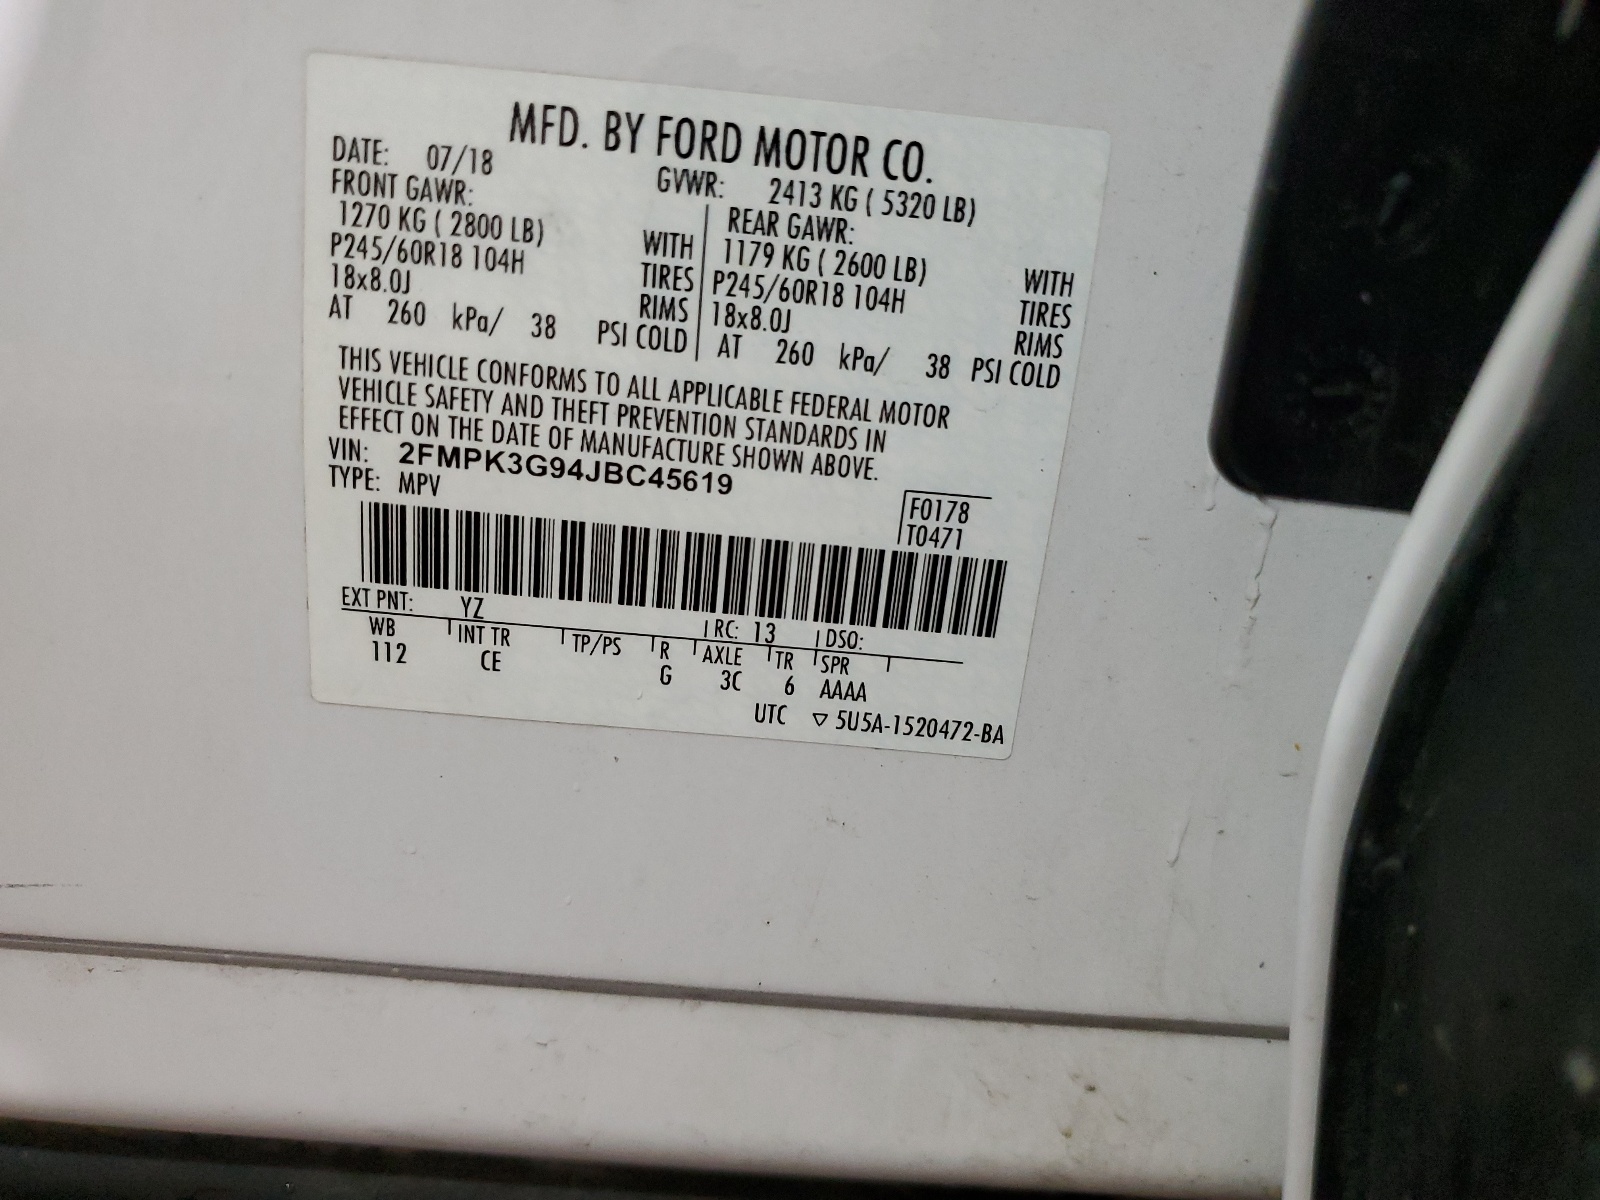 MFD. BY FORD MOTOR CO.
DATE: 07/18 GVWR: 2413 KG ( 5320 LB)
FRONT GAWR: REAR GAWR:
1270 KG ( 2800 LB) WITH 1179 KG ( 2600 LB) WITH
P245/60R18 104H TIRES P245/60R18 104H TIRES
18x8.0J RIMS 18x8.0J RIMS
AT 260 kPa/ 38 PSI COLD AT 260 kPa/ 38 PSI COLD
THIS VEHICLE CONFORMS TO ALL APPLICABLE FEDERAL MOTOR
VEHICLE SAFETY AND THEFT PREVENTION STANDARDS IN
EFFECT ON THE DATE OF MANUFACTURE SHOWN ABOVE.
VIN: 2FMPK3G94JBC45619
TYPE: MPV
F0178
T0471
EXT PNT: YZ RC: 13 DSO:
WB INT TR TP/PS R AXLE TR SPR
112 CE G 3C 6 AAAA
UTC ▽ 5U5A-1520472-BA